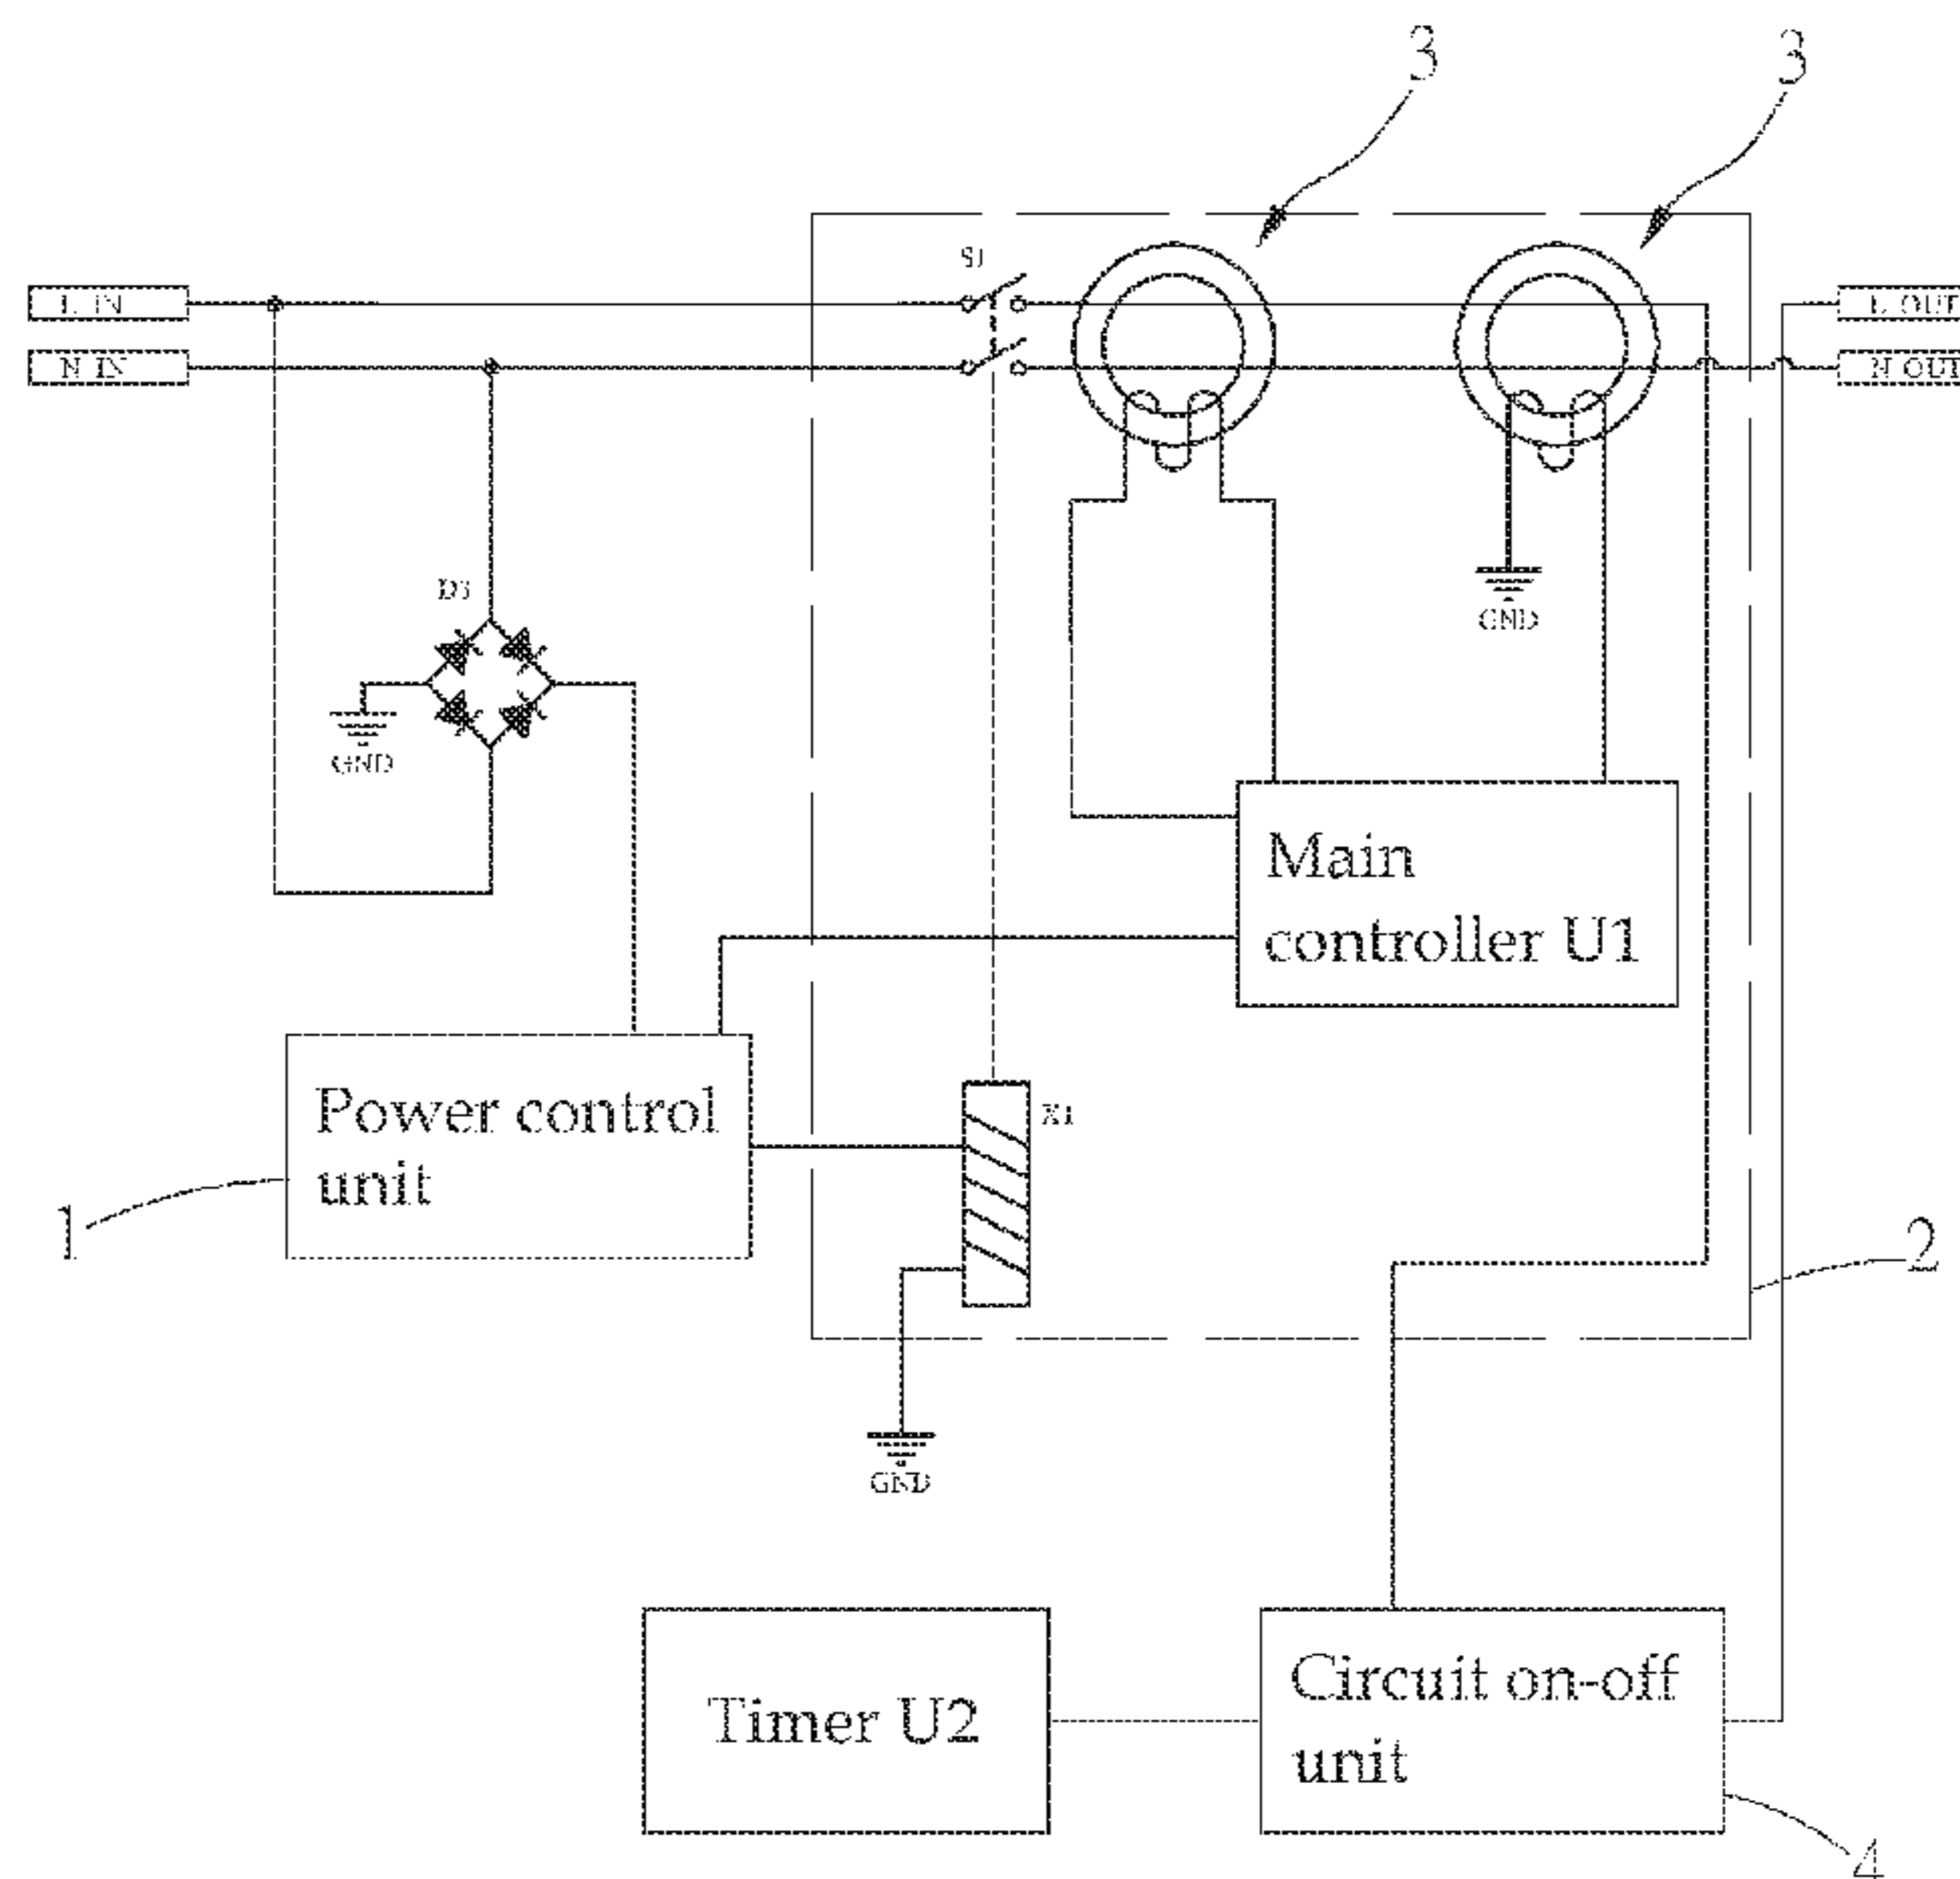 3
3
S1
L IN
N IN
L OUT
N OUT
D3
GND
GND
Main
controller U1
Power control
unit
X1
1
2
GND
Timer U2
Circuit on-off
unit
4